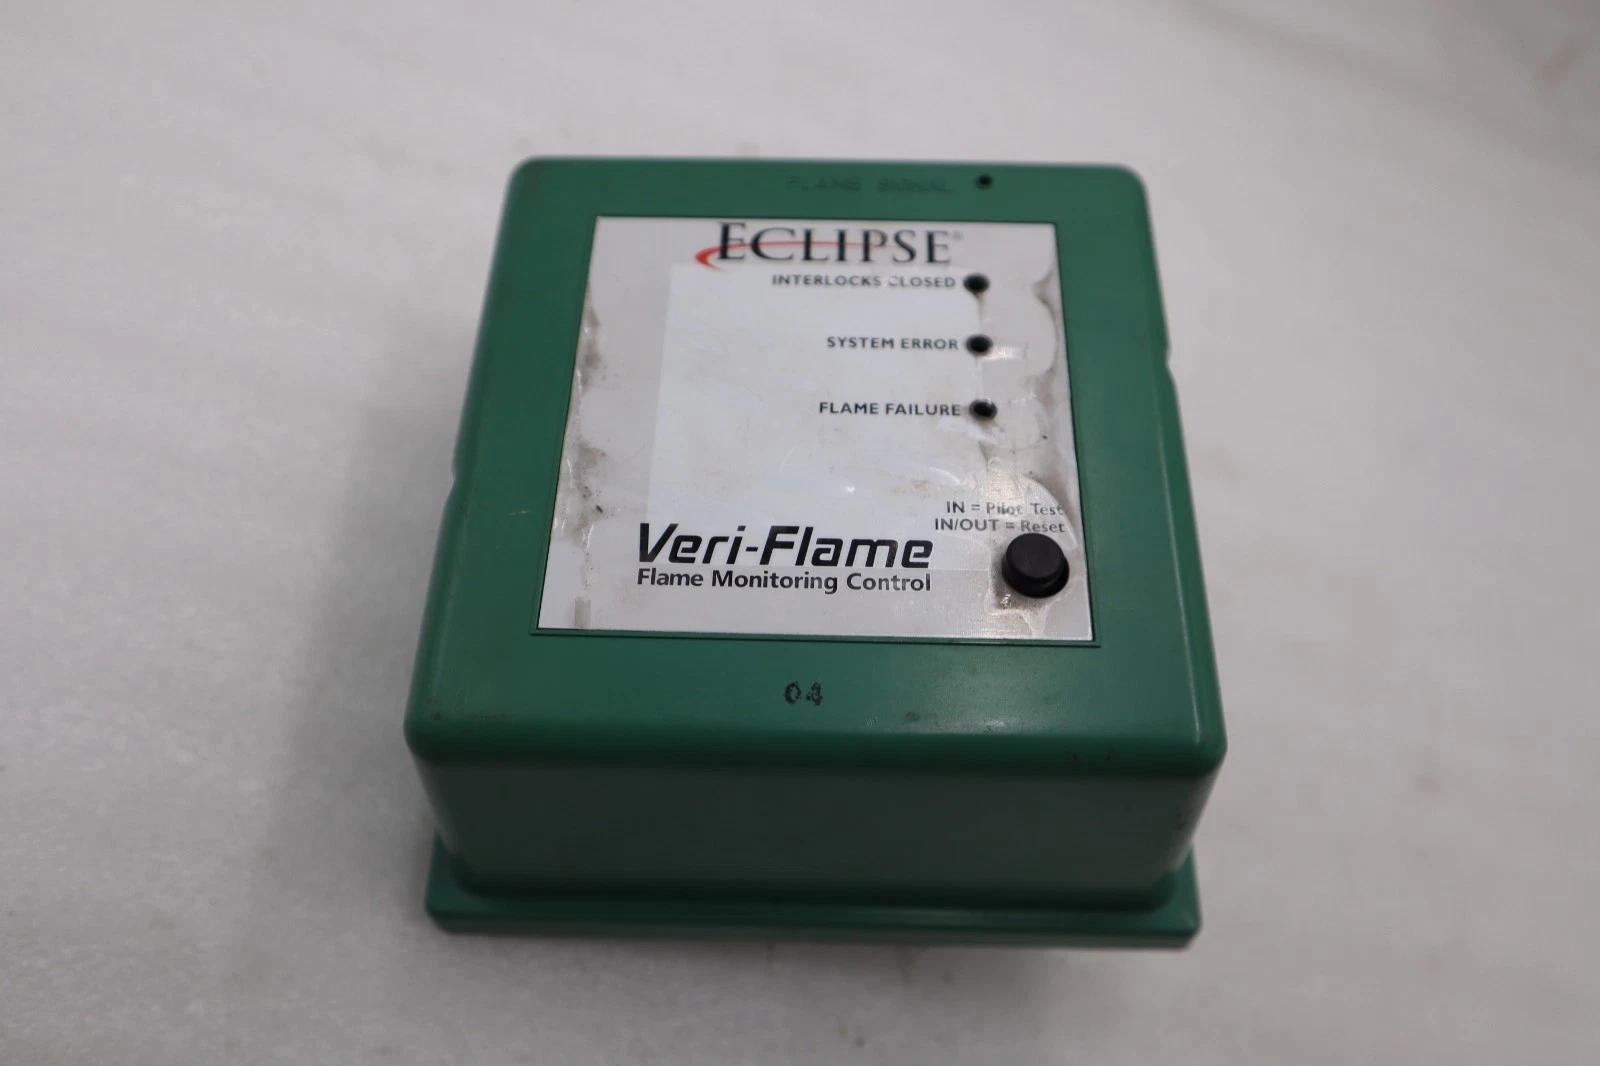 FLAME SIGNAL
ECLIPSE®
INTERLOCKS CLOSED
SYSTEM ERROR
FLAME FAILURE
IN = Pilot Test
IN/OUT = Reset
Veri-Flame
Flame Monitoring Control
04